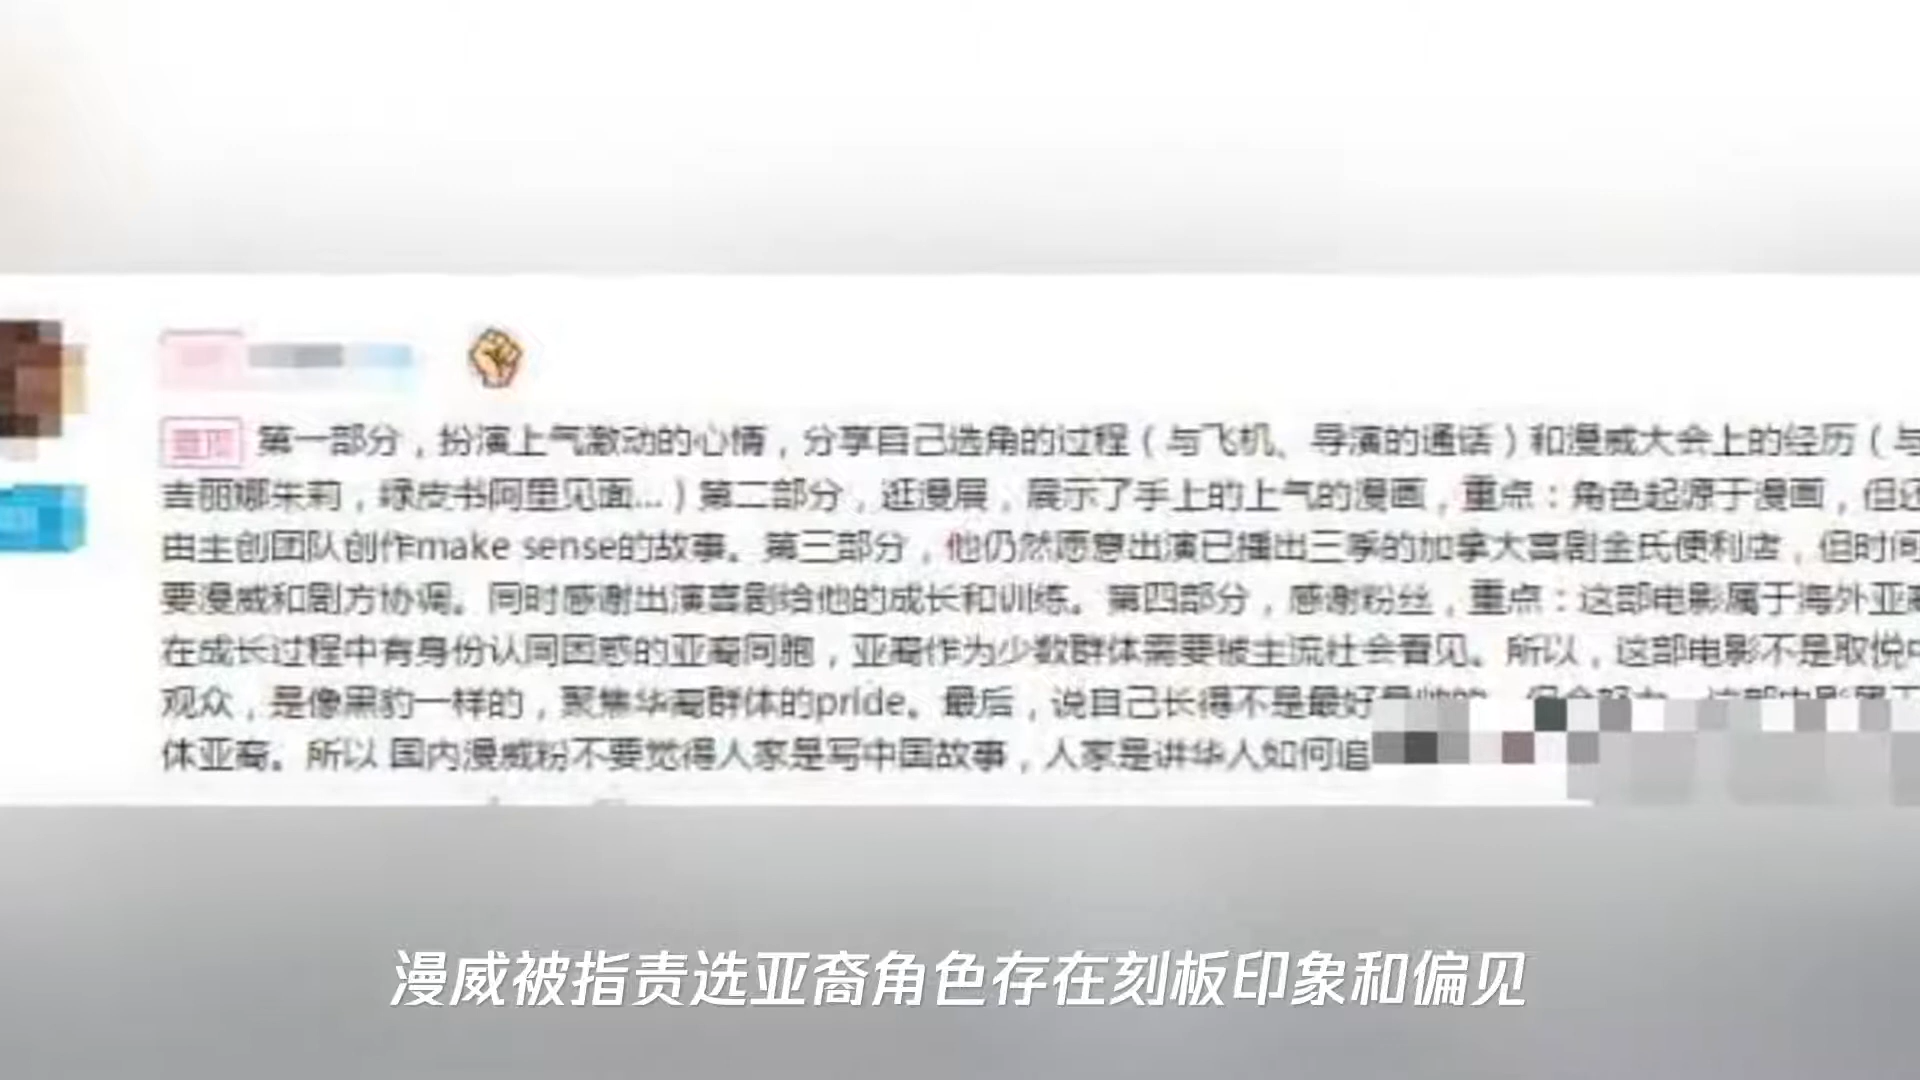 置顶 第一部分，扮演上气激动的心情，分享自己选角的过程（与飞机、导演的通话）和漫威大会上的经历（与
吉丽娜朱莉，绿皮书阿里见面...）第二部分，逛漫展，展示了手上的上气的漫画，重点：角色起源于漫画，但还
由主创团队创作make sense的故事。第三部分，他仍然愿意出演已播出三季的加拿大喜剧金氏便利店，但时间
要漫威和剧方协调。同时感谢出演喜剧给他的成长和训练。第四部分，感谢粉丝，重点：这部电影属于海外亚裔
在成长过程中有身份认同困惑的亚裔同胞，亚裔作为少数群体需要被主流社会看见。所以，这部电影不是取悦中
观众，是像黑豹一样的，聚焦华裔群体的pride。最后，说自己长得不是最好
体亚裔。所以 国内漫威粉不要觉得人家是写中国故事，人家是讲华人如何追
漫威被指责选亚裔角色存在刻板印象和偏见